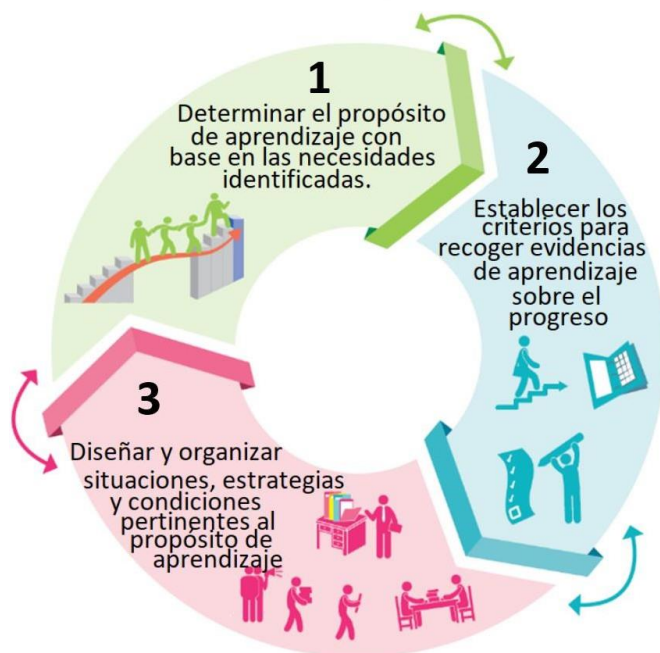 1
Determinar el propósito
de aprendizaje con
base en las necesidades
identificadas.
2
Establecer los
criterios para
recoger evidencias
de aprendizaje
sobre el
progreso
3
Diseñar y organizar
situaciones, estrategias
y condiciones
pertinentes al
propósito de
aprendizaje